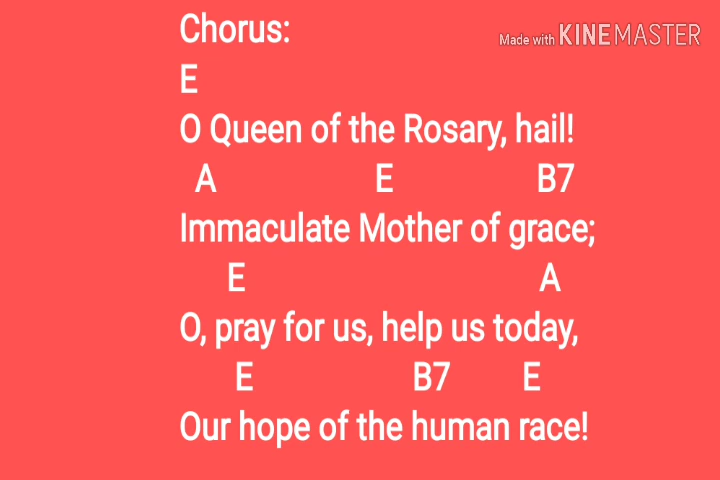 Chorus:
Made with KINEMASTER
E
O Queen of the Rosary, hail!
A E B7
Immaculate Mother of grace;
E A
O, pray for us, help us today,
E B7 E
Our hope of the human race!